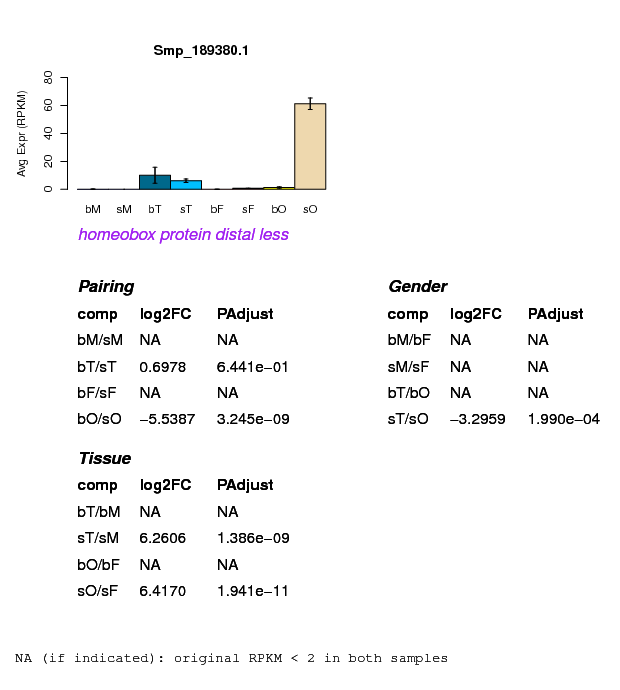 Smp_189380.1
Avg Expr (RPKM)
80
60
40
20
0
bM sM bT sT bF sF bO sO
homeobox protein distal less
Pairing
comp log2FC PAdjust
bM/sM NA NA
bT/sT 0.6978 6.441e−01
bF/sF NA NA
bO/sO −5.5387 3.245e−09
Gender
comp log2FC PAdjust
bM/bF NA NA
sM/sF NA NA
bT/bO NA NA
sT/sO −3.2959 1.990e−04
Tissue
comp log2FC PAdjust
bT/bM NA NA
sT/sM 6.2606 1.386e−09
bO/bF NA NA
sO/sF 6.4170 1.941e−11
NA (if indicated): original RPKM < 2 in both samples